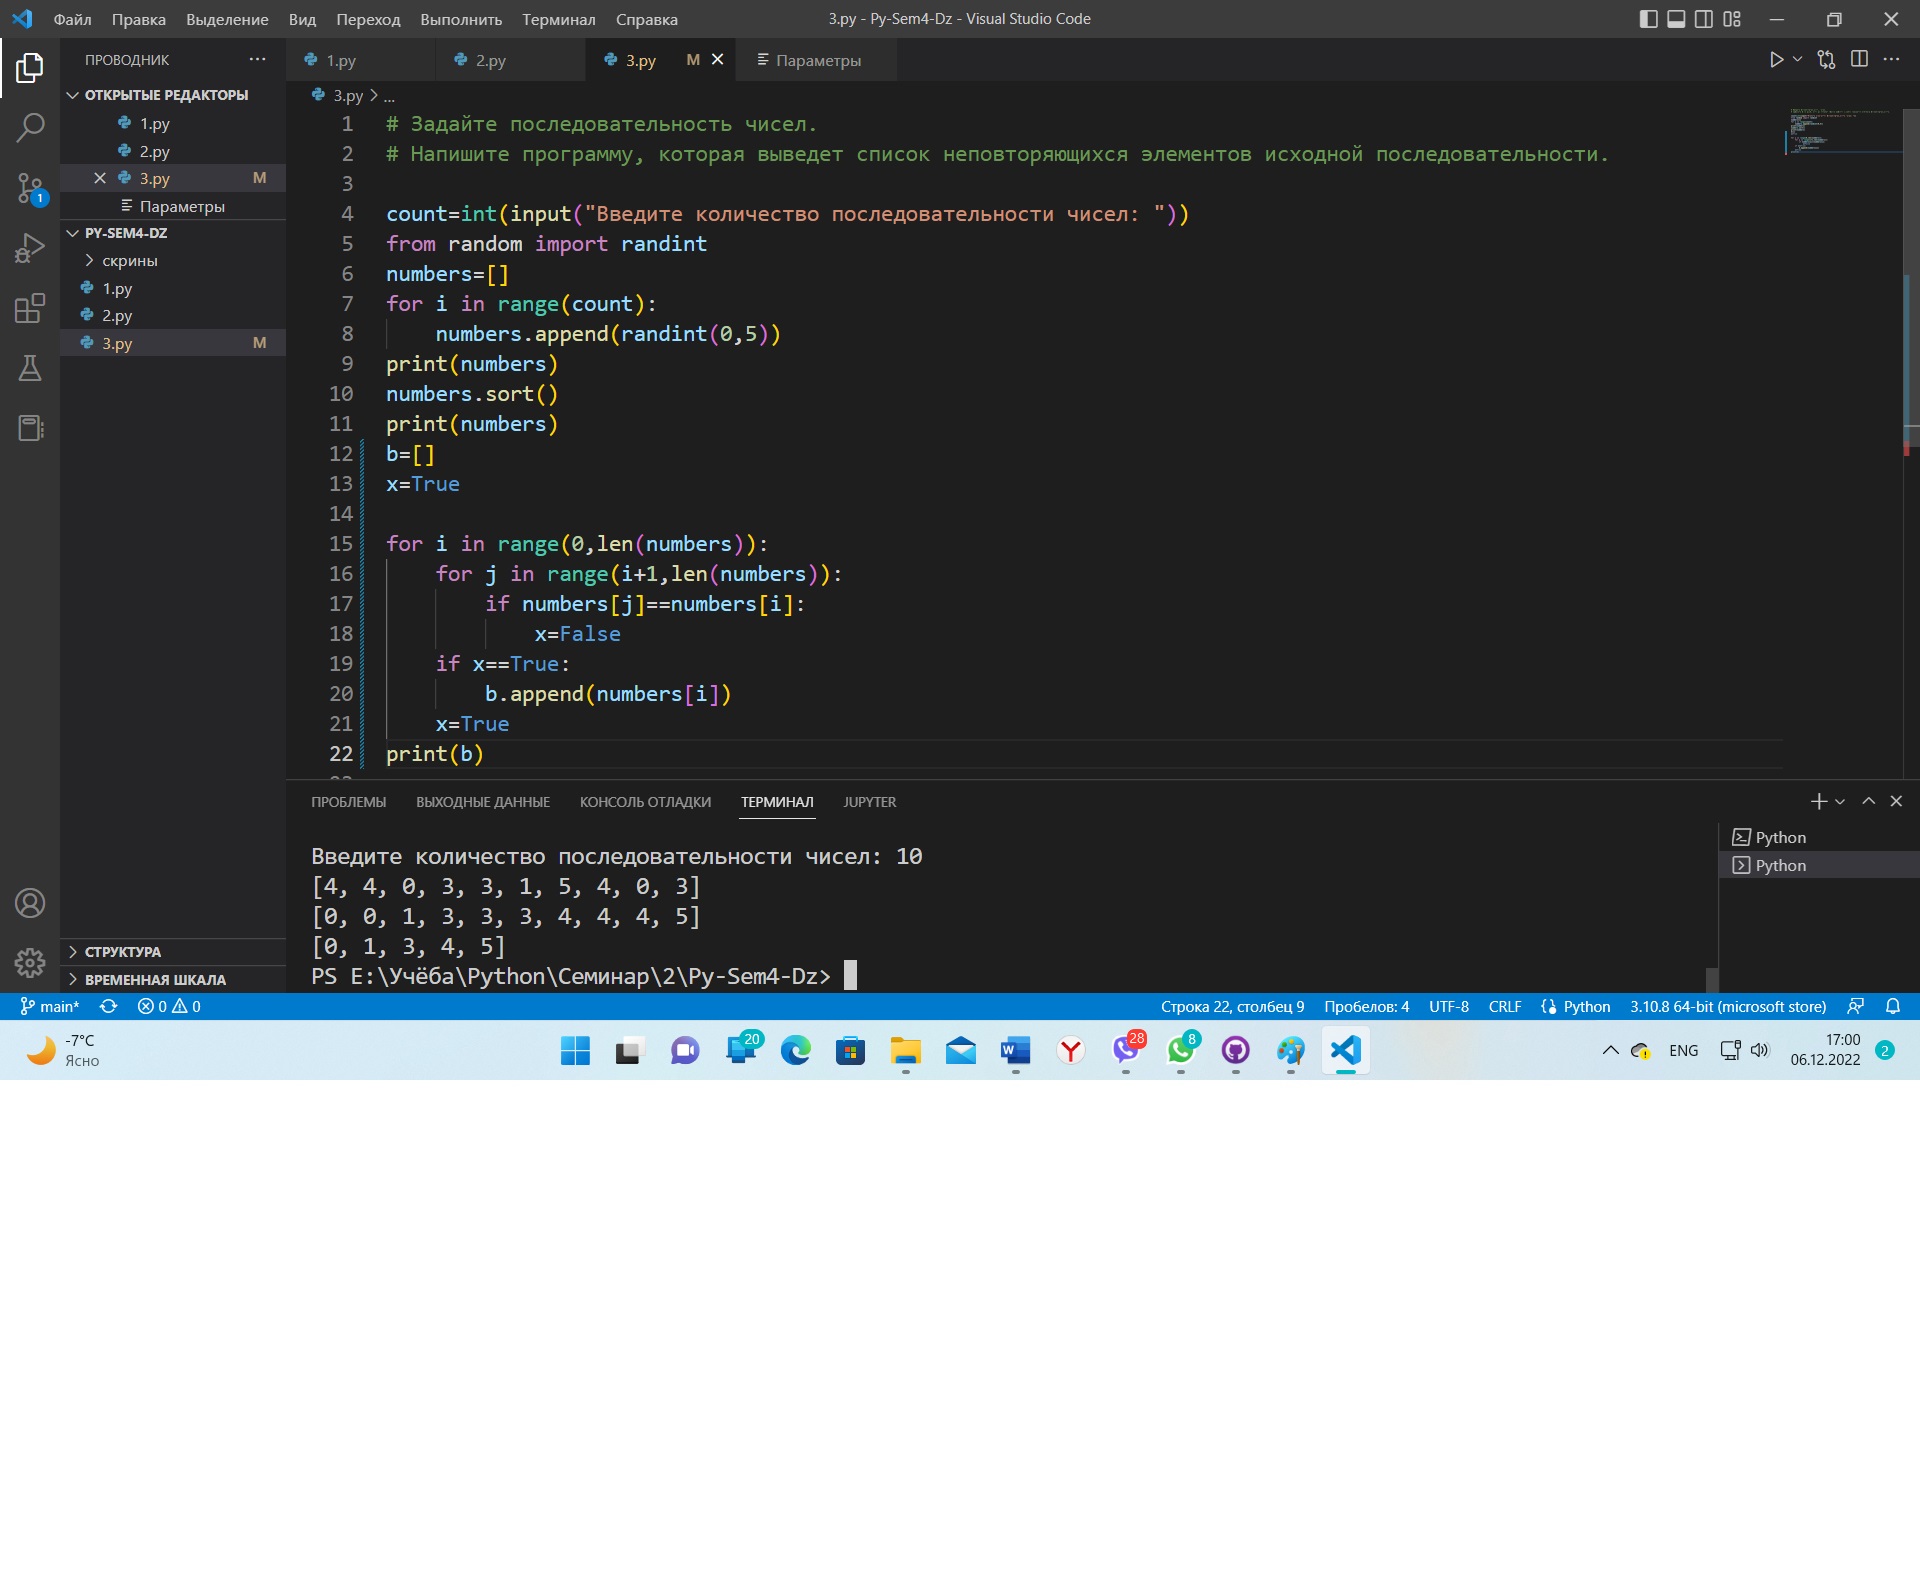 Файл Правка Выделение Вид Переход Выполнить Терминал Справка
3.py - Py-Sem4-Dz - Visual Studio Code
ПРОВОДНИК
ОТКРЫТЫЕ РЕДАКТОРЫ
1.py
2.py
3.py M
Параметры
PY-SEM4-DZ
скрины
1.py
2.py
3.py M
СТРУКТУРА
ВРЕМЕННАЯ ШКАЛА
1
1.py 2.py 3.py M Параметры
3.py > ...
1 # Задайте последовательность чисел.
2 # Напишите программу, которая выведет список неповторяющихся элементов исходной последовательности.
3
4 count=int(input("Введите количество последовательности чисел: "))
5 from random import randint
6 numbers=[]
7 for i in range(count):
8 numbers.append(randint(0,5))
9 print(numbers)
10 numbers.sort()
11 print(numbers)
12 b=[]
13 x=True
14
15 for i in range(0,len(numbers)):
16 for j in range(i+1,len(numbers)):
17 if numbers[j]==numbers[i]:
18 x=False
19 if x==True:
20 b.append(numbers[i])
21 x=True
22 print(b)
ПРОБЛЕМЫ ВЫХОДНЫЕ ДАННЫЕ КОНСОЛЬ ОТЛАДКИ ТЕРМИНАЛ JUPYTER
Введите количество последовательности чисел: 10
[4, 4, 0, 3, 3, 1, 5, 4, 0, 3]
[0, 0, 1, 3, 3, 3, 4, 4, 4, 5]
[0, 1, 3, 4, 5]
PS E:\Учёба\Python\Семинар\2\Py-Sem4-Dz>
Python
Python
main* 0 0 Строка 22, столбец 9 Пробелов: 4 UTF-8 CRLF Python 3.10.8 64-bit (microsoft store)
-7°C
Ясно
20
28
8
ENG
17:00
06.12.2022
2